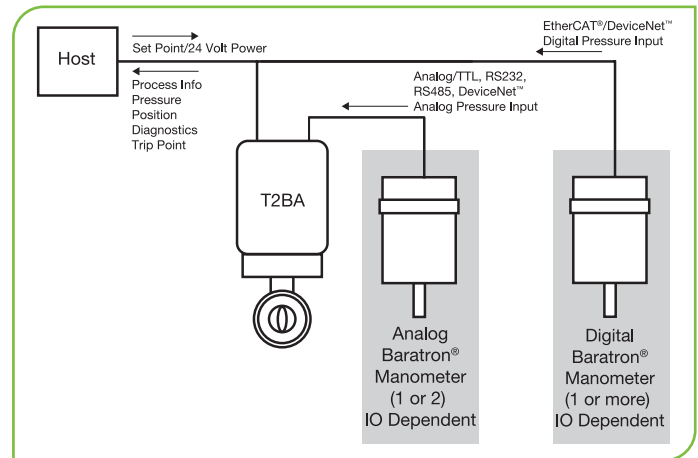 Host
Set Point/24 Volt Power
Process Info
Pressure
Position
Diagnostics
Trip Point
EtherCAT®/DeviceNet™
Digital Pressure Input
Analog/TTL, RS232,
RS485, DeviceNet™
Analog Pressure Input
T2BA
Analog
Baratron®
Manometer
(1 or 2)
IO Dependent
Digital
Baratron®
Manometer
(1 or more)
IO Dependent